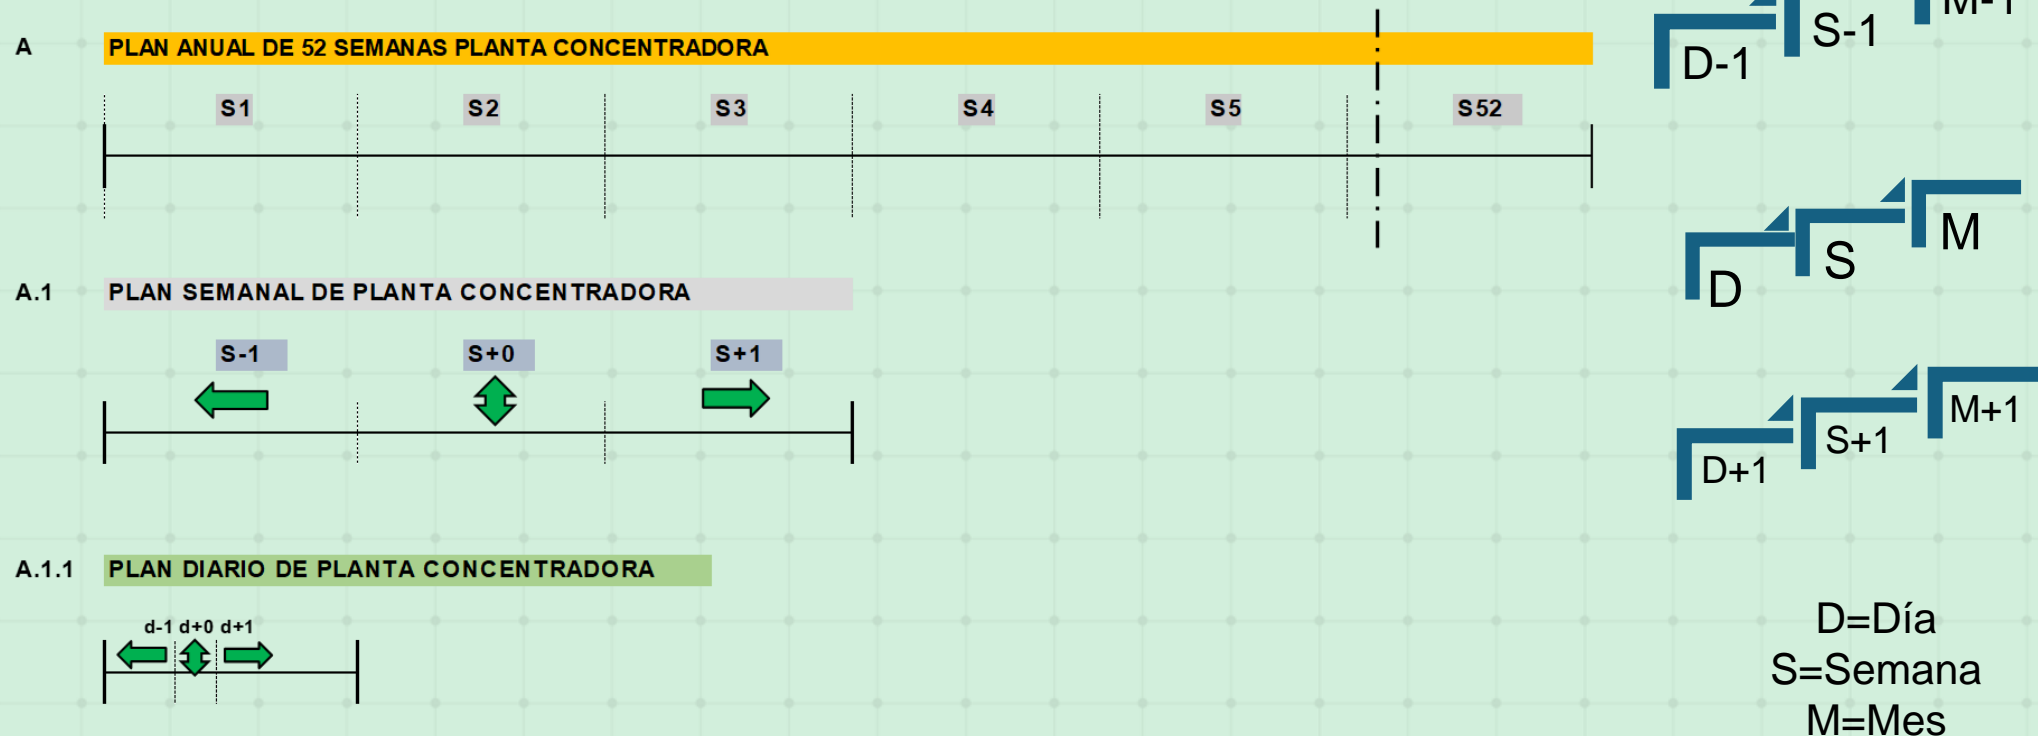 A PLAN ANUAL DE 52 SEMANAS PLANTA CONCENTRADORA
S1 S2 S3 S4 S5 S52
A.1 PLAN SEMANAL DE PLANTA CONCENTRADORA
S-1 S+0 S+1
A.1.1 PLAN DIARIO DE PLANTA CONCENTRADORA
d-1 d+0 d+1
D-1 S-1 M-1
D S M
D+1 S+1 M+1
D=Día
S=Semana
M=Mes